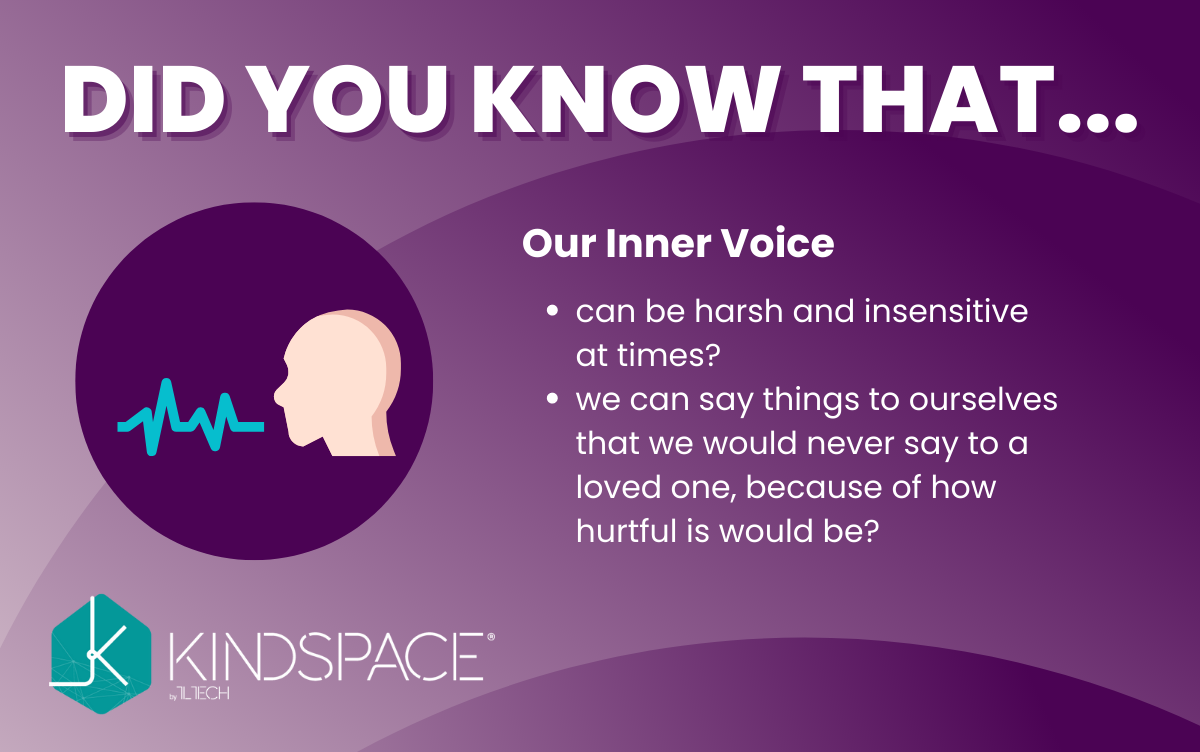 DID YOU KNOW THAT...
Our Inner Voice
• can be harsh and insensitive
at times?
• we can say things to ourselves
that we would never say to a
loved one, because of how
hurtful is would be?
KINDSPACE®
by TLTECH